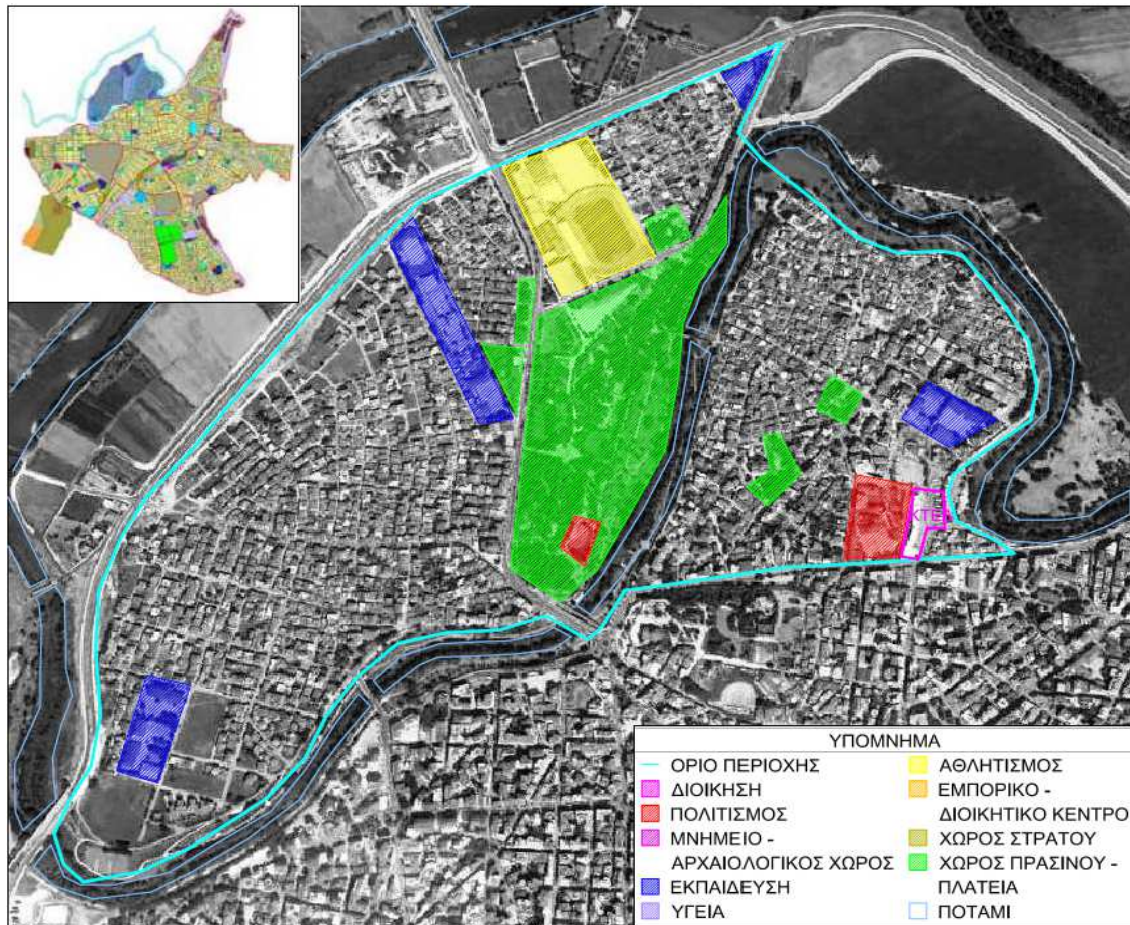 ΚΤΕΛ
ΥΠΟΜΝΗΜΑ
ΟΡΙΟ ΠΕΡΙΟΧΗΣ
ΔΙΟΙΚΗΣΗ
ΠΟΛΙΤΙΣΜΟΣ
ΜΝΗΜΕΙΟ -
ΑΡΧΑΙΟΛΟΓΙΚΟΣ ΧΩΡΟΣ
ΕΚΠΑΙΔΕΥΣΗ
ΥΓΕΙΑ
ΑΘΛΗΤΙΣΜΟΣ
ΕΜΠΟΡΙΚΟ -
ΔΙΟΙΚΗΤΙΚΟ ΚΕΝΤΡΟ
ΧΩΡΟΣ ΣΤΡΑΤΟΥ
ΧΩΡΟΣ ΠΡΑΣΙΝΟΥ -
ΠΛΑΤΕΙΑ
ΠΟΤΑΜΙ